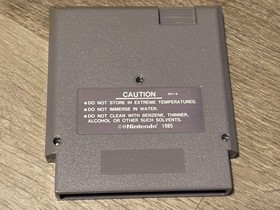 CAUTION
REV-A
●DO NOT STORE IN EXTREME TEMPERATURES.
●DO NOT IMMERSE IN WATER.
●DO NOT CLEAN WITH BENZENE, THINNER,
ALCOHOL OR OTHER SUCH SOLVENTS.
©®Nintendo 1985